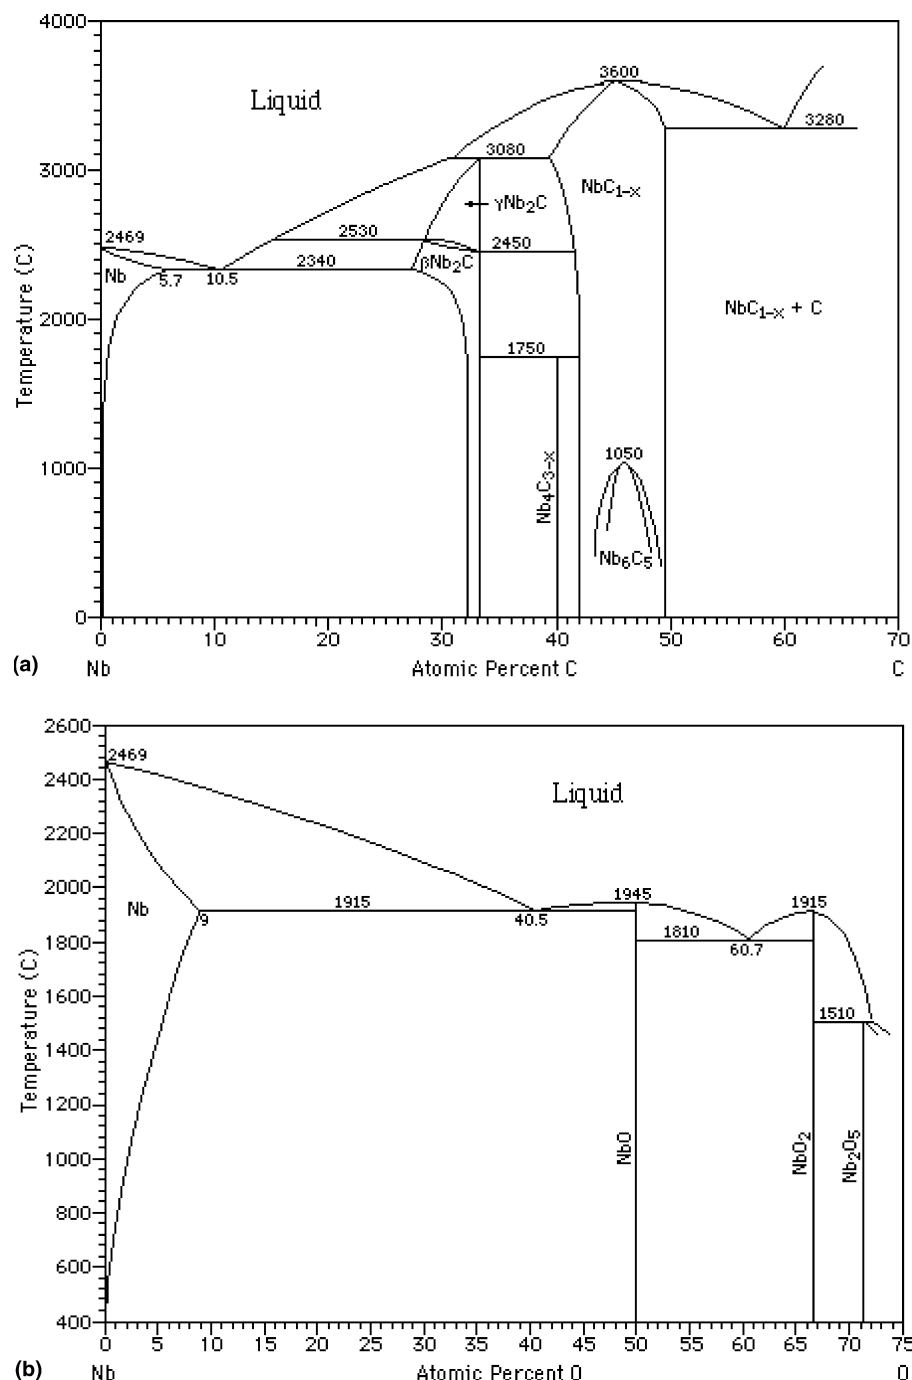 4000
3600
Liquid
3280
3080
3000
NbC1-x
γNb2C
2530
2469
2450
Nb
2340
βNb2C
5.7
10.5
NbC1-x + C
2000
1750
Temperature (C)
1050
1000
Nb4C3-x
Nb6C5
0
0 10 20 30 40 50 60 70
(a)
Nb
Atomic Percent C
C
2600
2469
Liquid
2400
2200
2000
1945
Nb
1915
1915
9
40.5
1810
1800
60.7
1600
1510
Temperature (C)
1400
1200
NbO
NbO2
Nb2O5
1000
800
600
400
0 5 10 15 20 25 30 35 40 45 50 55 60 65 70 75
(b)
Nb
Atomic Percent O
O